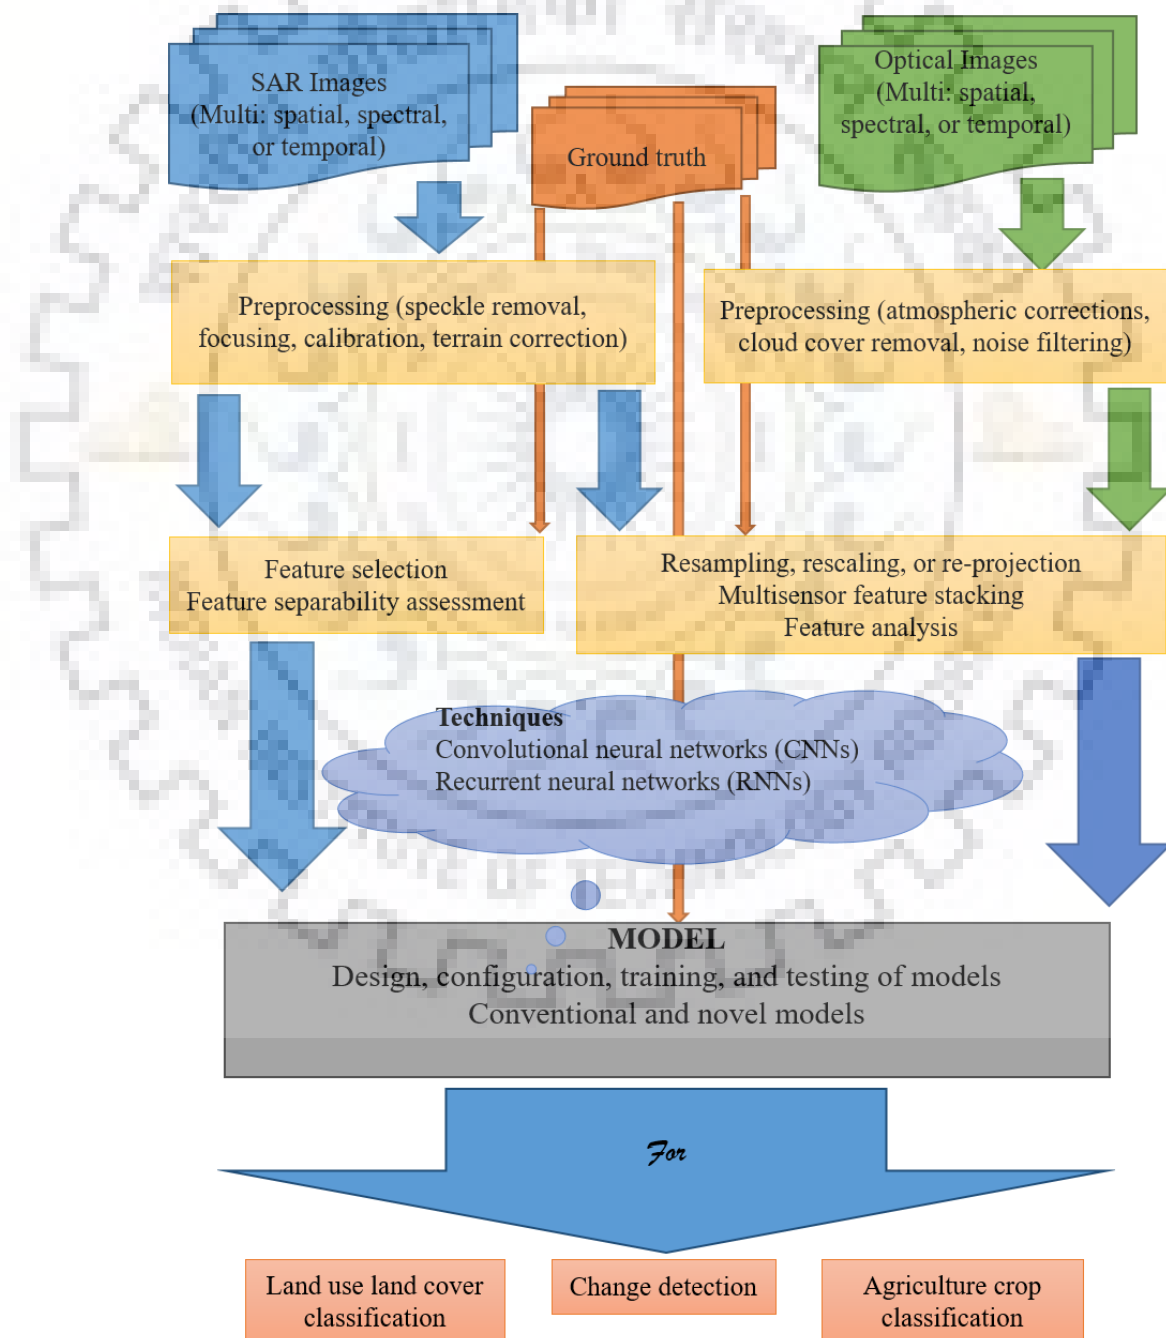 SAR Images
(Multi: spatial, spectral,
or temporal)
Ground truth
Optical Images
(Multi: spatial,
spectral, or temporal)
Preprocessing (speckle removal,
focusing, calibration, terrain correction)
Preprocessing (atmospheric corrections,
cloud cover removal, noise filtering)
Feature selection
Feature separability assessment
Resampling, rescaling, or re-projection
Multisensor feature stacking
Feature analysis
Techniques
Convolutional neural networks (CNNs)
Recurrent neural networks (RNNs)
MODEL
Design, configuration, training, and testing of models
Conventional and novel models
For
Land use land cover
classification
Change detection
Agriculture crop
classification